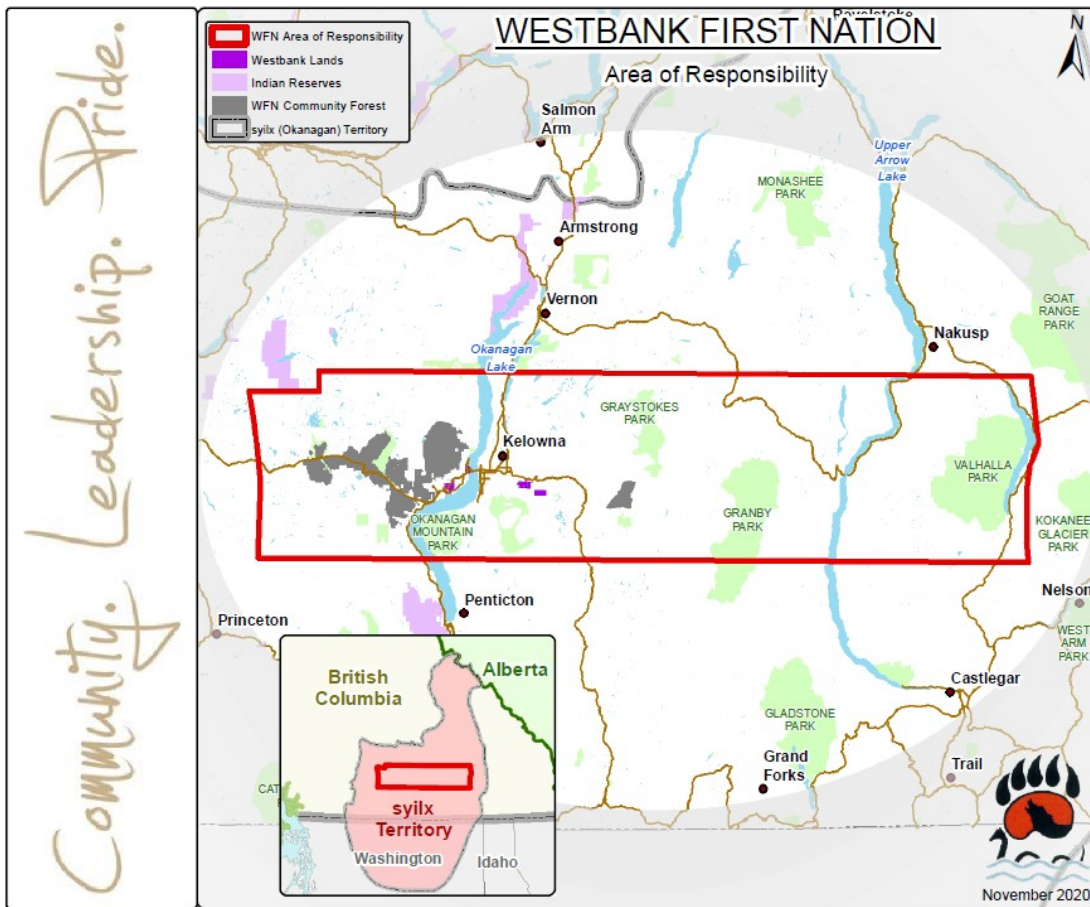 Community. Leadership. Pride.
WESTBANK FIRST NATION
Area of Responsibility
WFN Area of Responsibility
Westbank Lands
Indian Reserves
WFN Community Forest
syilx (Okanagan) Territory
N
Revelstoke
Salmon
Arm
Upper
Arrow
Lake
MONASHEE
PARK
Armstrong
Vernon
GOAT
RANGE
PARK
Nakusp
Okanagan
Lake
GRAYSTOKES
PARK
Kelowna
VALHALLA
PARK
GRANBY
PARK
OKANAGAN
MOUNTAIN
PARK
KOKANEE
GLACIER
PARK
Penticton
Nelson
Princeton
WEST
ARM
PARK
Castlegar
GLADSTONE
PARK
Grand
Forks
Trail
CAT
British
Columbia
Alberta
syilx
Territory
Washington
Idaho
November 2020